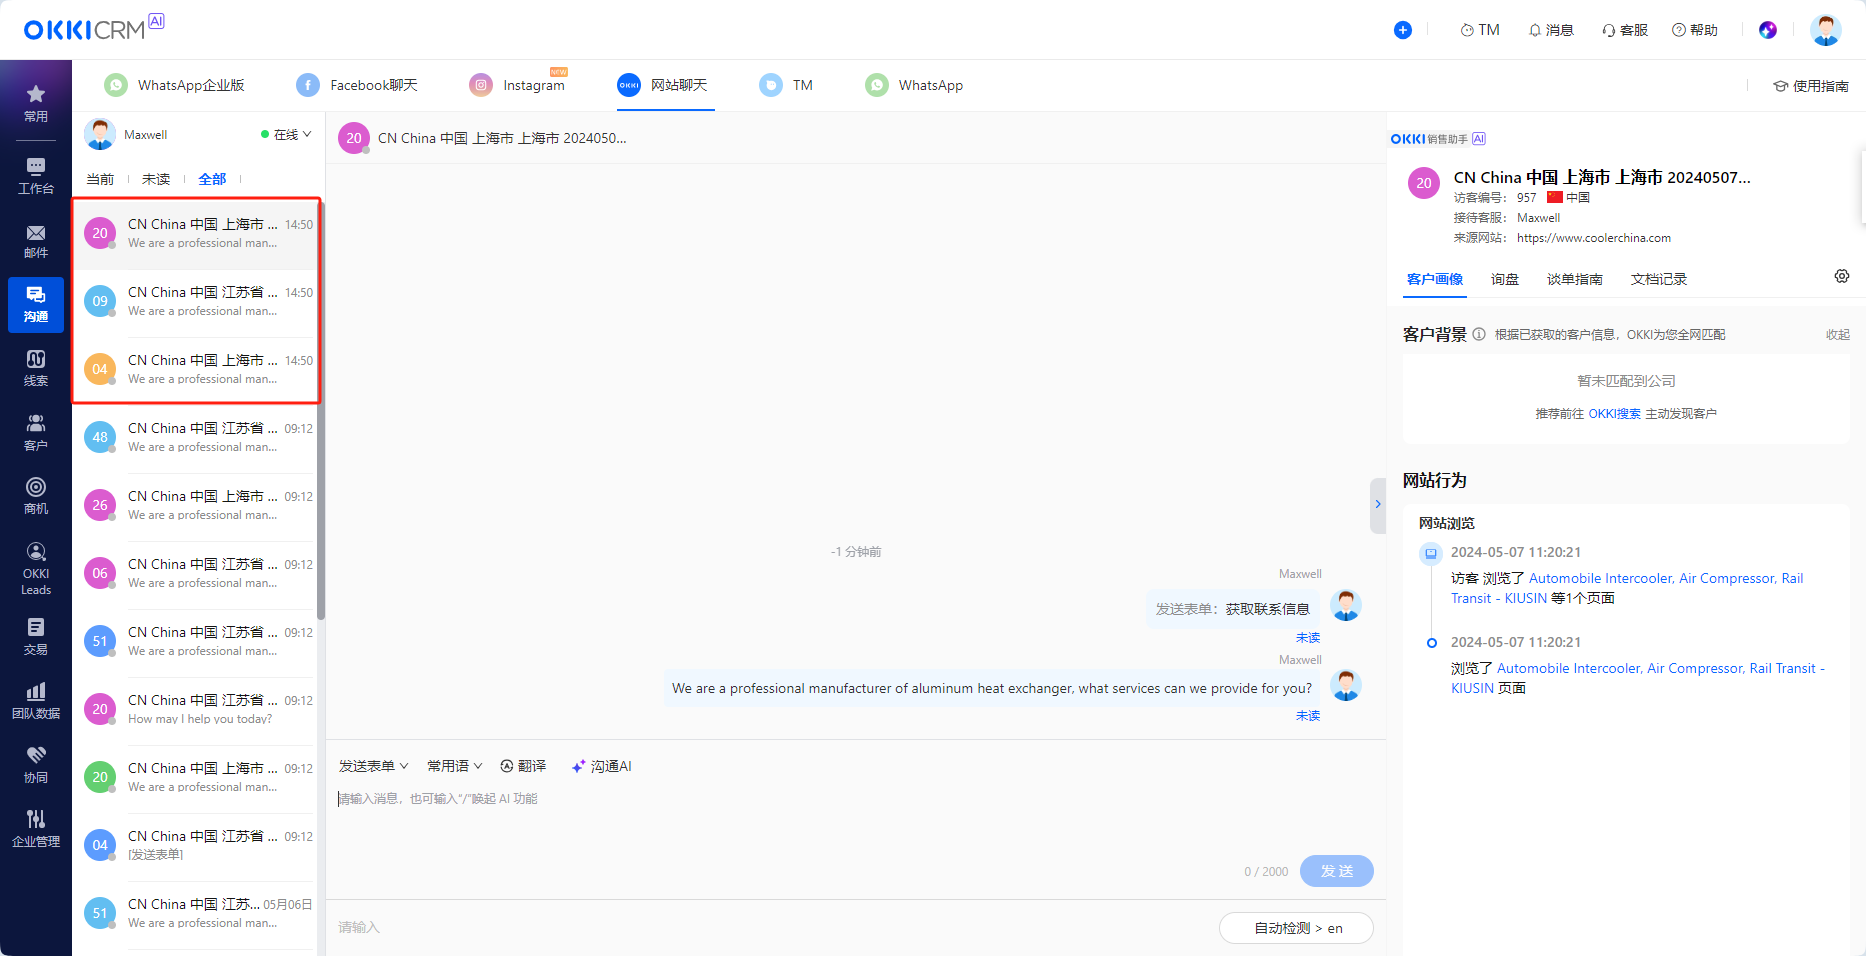 OKKICRM AI
TM
消息
客服
帮助
常用
工作台
邮件
沟通
线索
客户
商机
OKKI
Leads
交易
团队数据
协同
企业管理
WhatsApp企业版
Facebook聊天
Instagram
NEW
网站聊天
TM
WhatsApp
使用指南
Maxwell
在线
当前
未读
全部
20
CN China 中国 上海市 ...
14:50
We are a professional man...
09
CN China 中国 江苏省 ...
14:50
We are a professional man...
04
CN China 中国 上海市 ...
14:50
We are a professional man...
48
CN China 中国 江苏省 ...
09:12
We are a professional man...
26
CN China 中国 上海市 ...
09:12
We are a professional man...
06
CN China 中国 江苏省 ...
09:12
We are a professional man...
51
CN China 中国 江苏省 ...
09:12
We are a professional man...
20
CN China 中国 江苏省 ...
09:12
How may I help you today?
20
CN China 中国 上海市 ...
09:12
We are a professional man...
04
CN China 中国 江苏省 ...
09:12
[发送表单]
51
CN China 中国 江苏...
05月06日
We are a professional man...
20
CN China 中国 上海市 上海市 2024050...
-1 分钟前
Maxwell
发送表单：获取联系信息
未读
Maxwell
We are a professional manufacturer of aluminum heat exchanger, what services can we provide for you?
未读
发送表单
常用语
翻译
沟通AI
请输入消息，也可输入“/”唤起 AI 功能
0 / 2000
发 送
请输入
自动检测 > en
OKKI 销售助手 AI
20
CN China 中国 上海市 上海市 20240507...
访客编号： 957 中国
接待客服： Maxwell
来源网站： https://www.coolerchina.com
客户画像
询盘
谈单指南
文档记录
客户背景
根据已获取的客户信息，OKKI为您全网匹配
收起
暂未匹配到公司
推荐前往 OKKI搜索 主动发现客户
网站行为
网站浏览
2024-05-07 11:20:21
访客 浏览了 Automobile Intercooler, Air Compressor, Rail
Transit - KIUSIN 等1个页面
2024-05-07 11:20:21
浏览了 Automobile Intercooler, Air Compressor, Rail Transit -
KIUSIN 页面